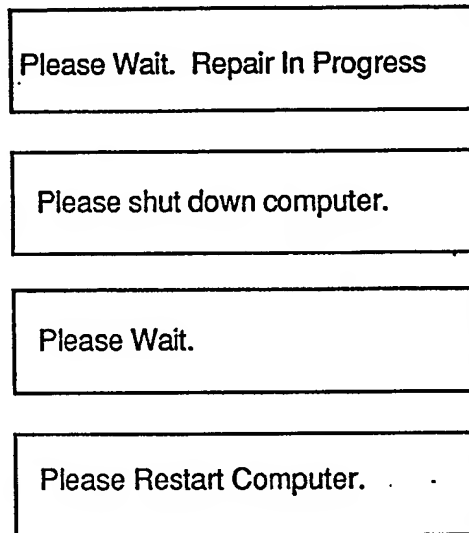 Please Wait. Repair In Progress
Please shut down computer.
Please Wait.
Please Restart Computer.